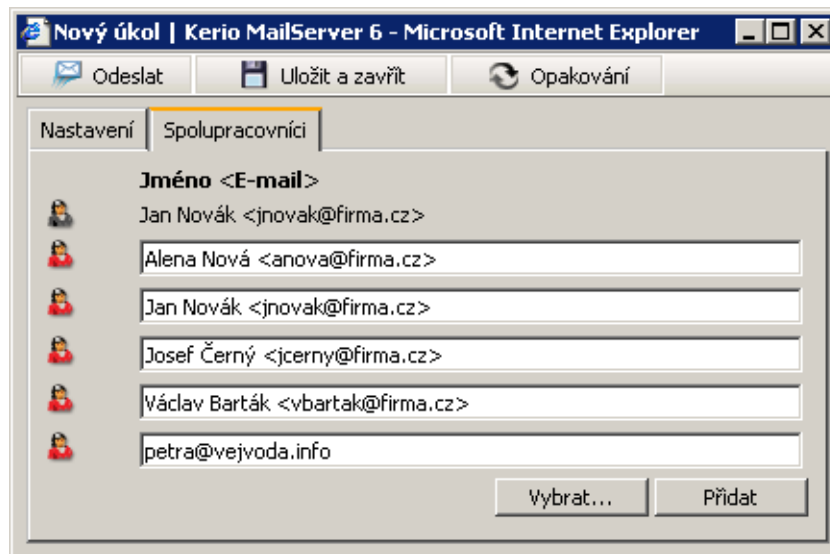 Nový úkol | Kerio MailServer 6 - Microsoft Internet Explorer
Odeslat Uložit a zavřít Opakování
Nastavení Spolupracovníci
Jméno <E-mail>
Jan Novák <jnovak@firma.cz>
Alena Nová <anova@firma.cz>
Jan Novák <jnovak@firma.cz>
Josef Černý <jcerny@firma.cz>
Václav Barták <vbartak@firma.cz>
petra@vejvoda.info
Vybrat... Přidat